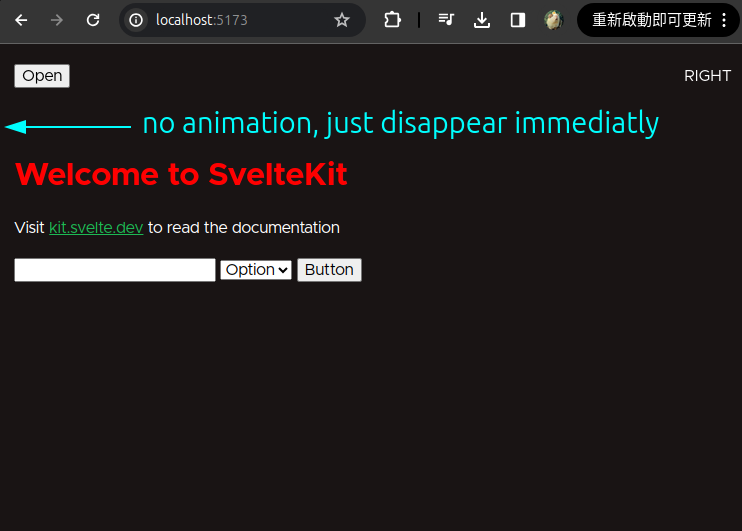 localhost:5173
重新啟動即可更新
Open
RIGHT
no animation, just disappear immediatly
Welcome to SvelteKit
Visit kit.svelte.dev to read the documentation
Option Button